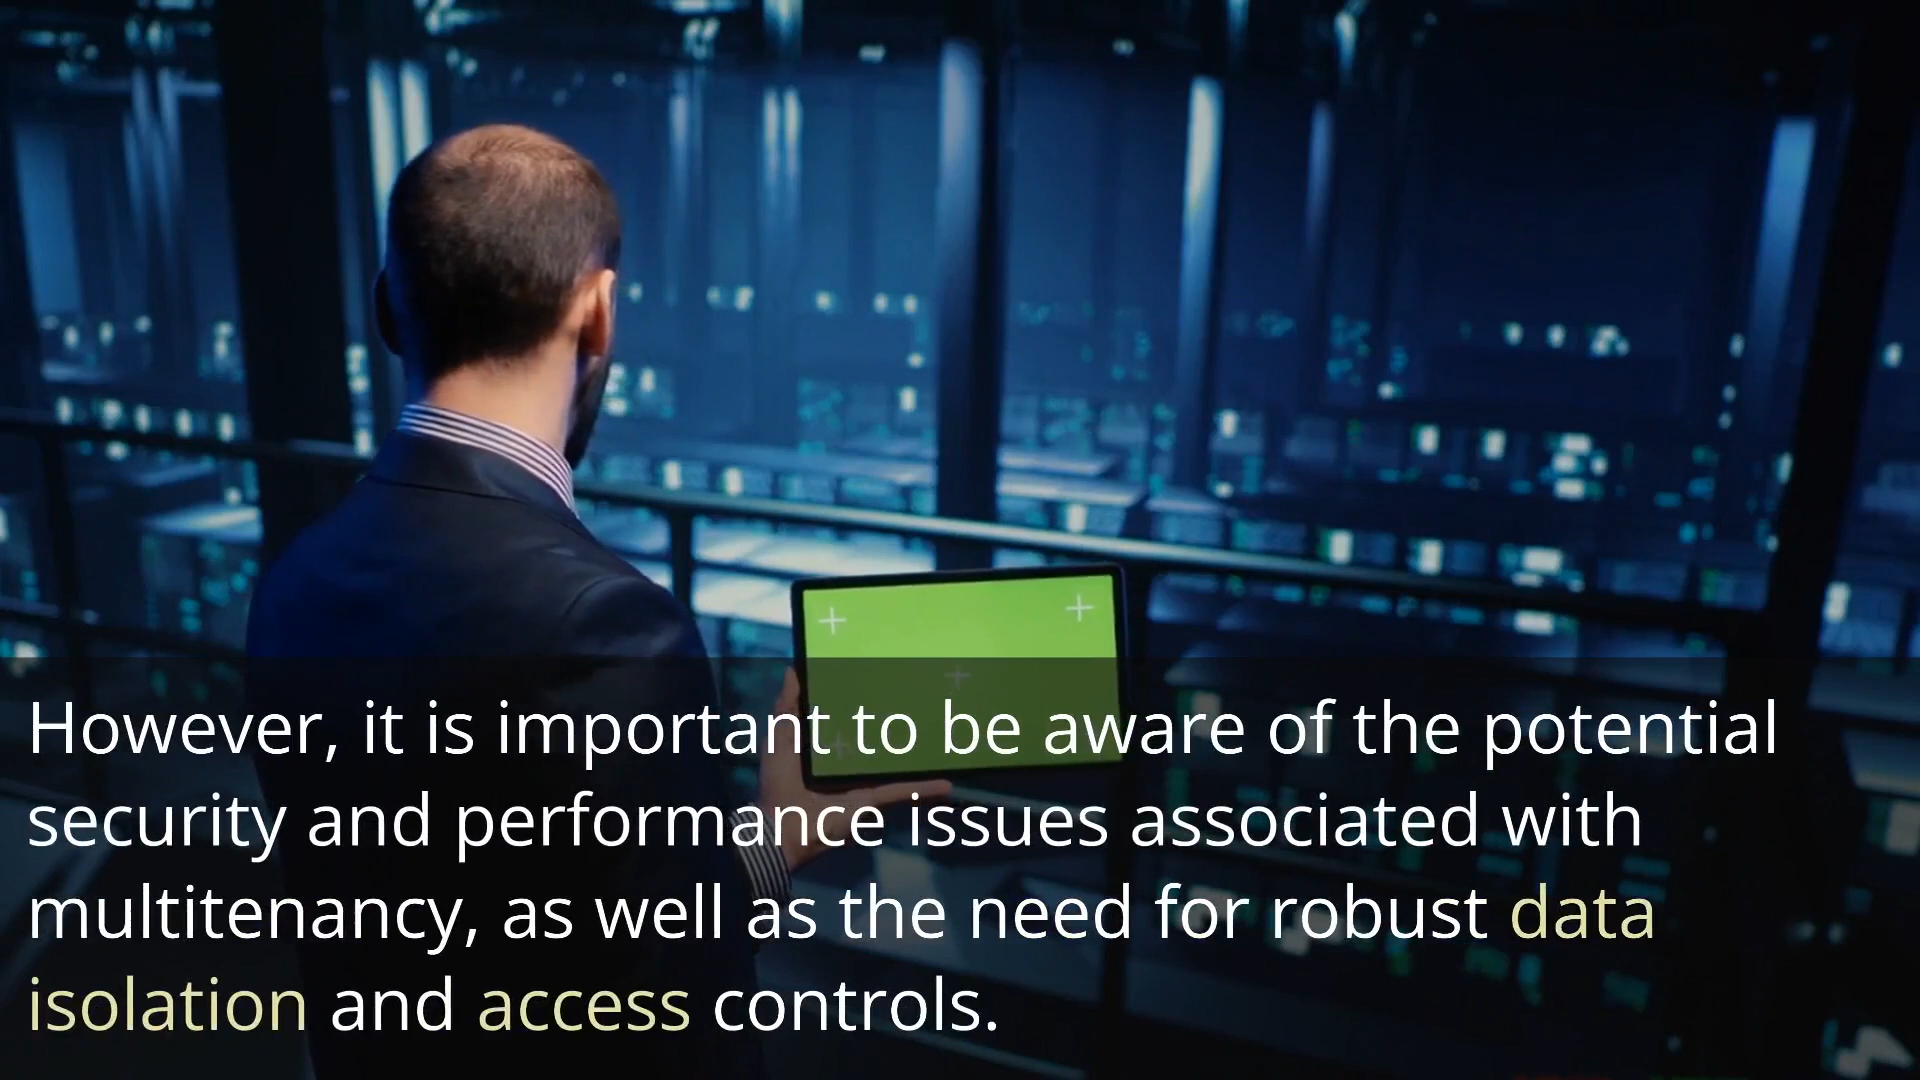 However, it is important to be aware of the potential
security and performance issues associated with
multitenancy, as well as the need for robust data
isolation and access controls.